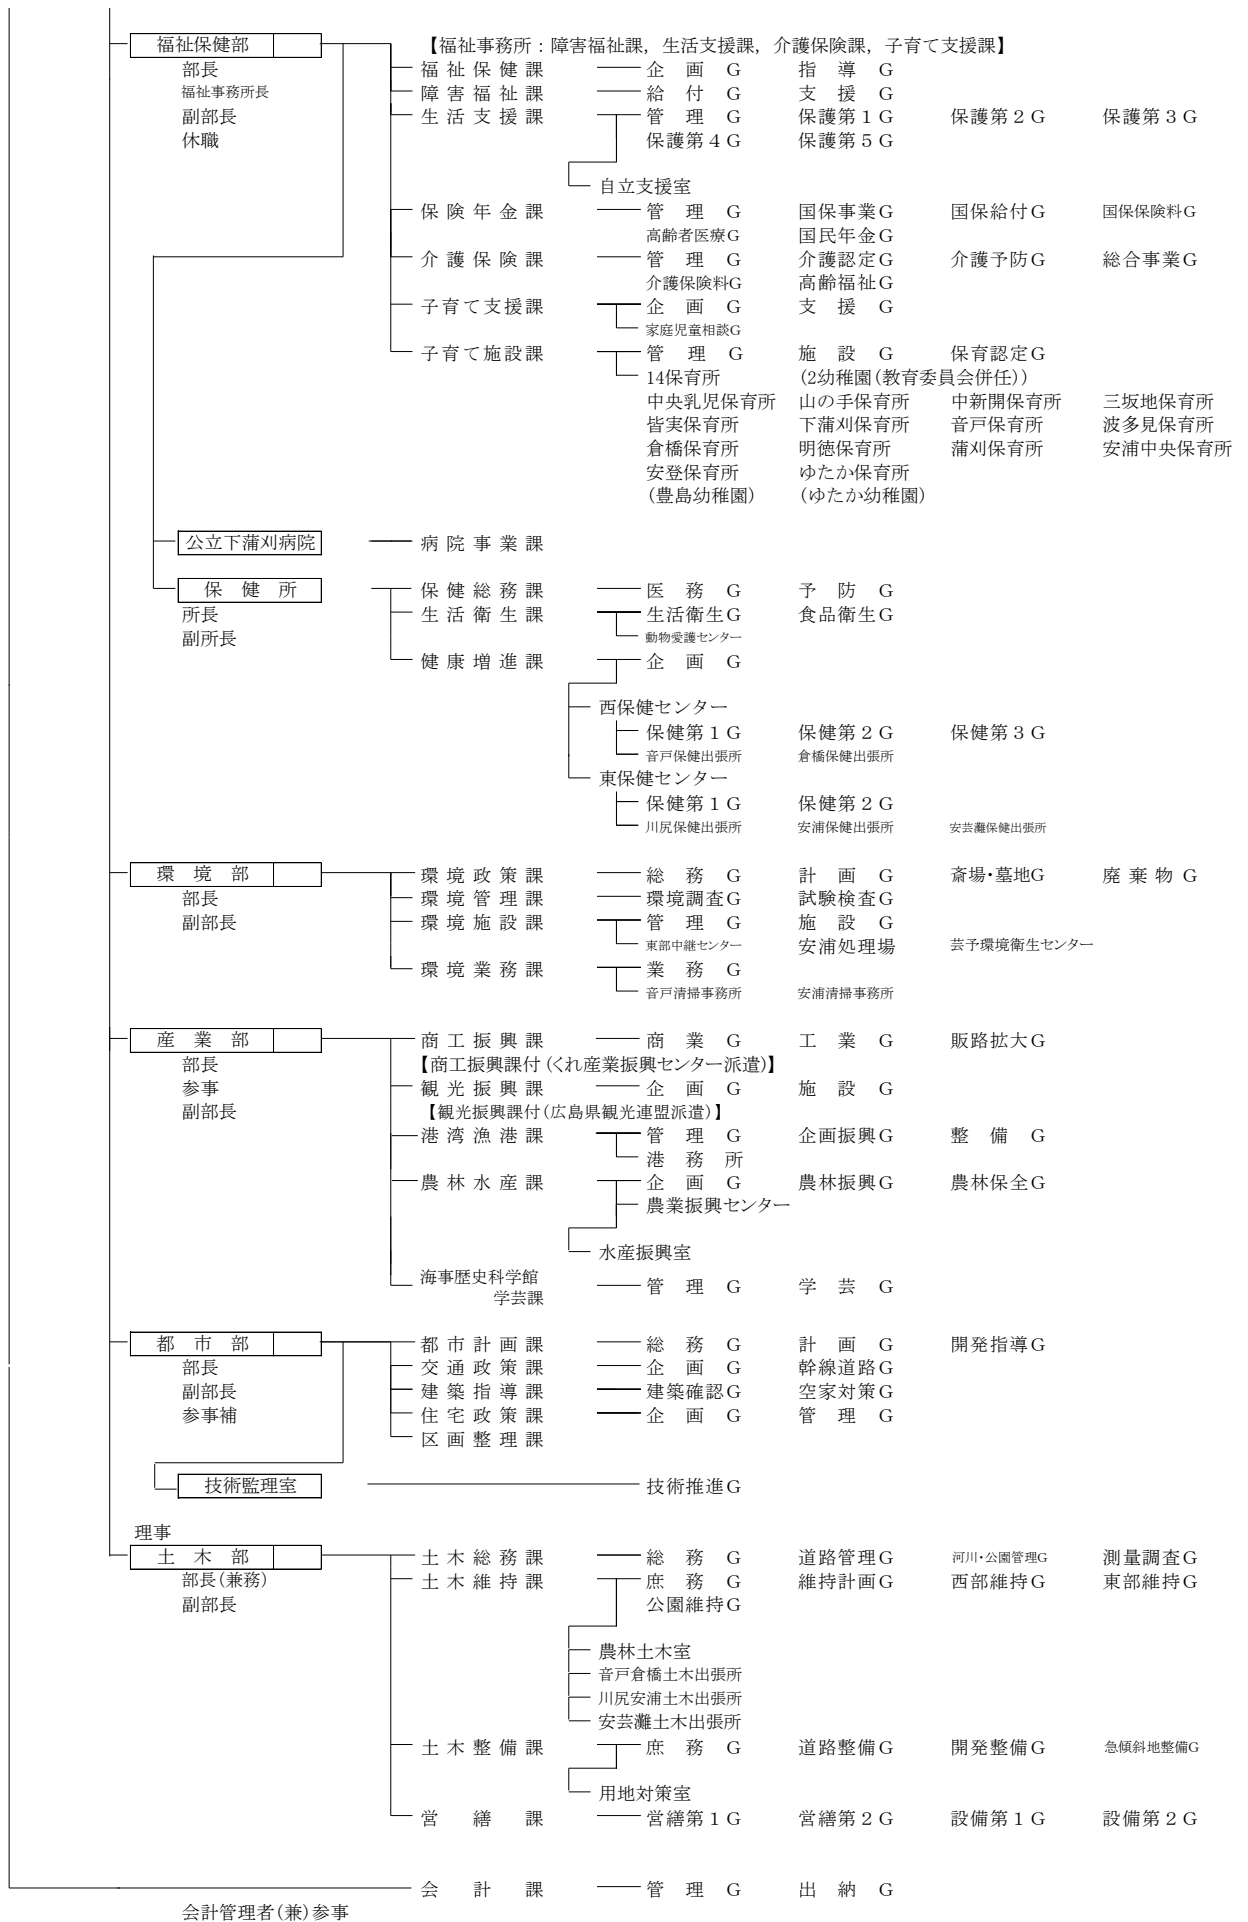 福祉保健部 【福祉事務所：障害福祉課，生活支援課，介護保険課，子育て支援課】
部長 福祉保健課 企画G 指導G
福祉事務所長 障害福祉課 給付G 支援G
副部長 生活支援課 管理G 保護第１G 保護第２G 保護第３G
休職 保護第４G 保護第５G
自立支援室
保険年金課 管理G 国保事業G 国保給付G 国保保険料G
高齢者医療G 国民年金G
介護保険課 管理G 介護認定G 介護予防G 総合事業G
介護保険料G 高齢福祉G
子育て支援課 企画G 支援G
家庭児童相談G
子育て施設課 管理G 施設G 保育認定G
14保育所 (2幼稚園(教育委員会併任))
中央乳児保育所 山の手保育所 中新開保育所 三坂地保育所
皆実保育所 下蒲刈保育所 音戸保育所 波多見保育所
倉橋保育所 明徳保育所 蒲刈保育所 安浦中央保育所
安登保育所 ゆたか保育所
(豊島幼稚園) (ゆたか幼稚園)
公立下蒲刈病院 病院事業課
保健所 保健総務課 医務G 予防G
所長 生活衛生課 生活衛生G 食品衛生G
副所長 動物愛護センター
健康増進課 企画G
西保健センター
保健第１G 保健第２G 保健第３G
音戸保健出張所 倉橋保健出張所
東保健センター
保健第１G 保健第２G
川尻保健出張所 安浦保健出張所 安芸灘保健出張所
環境部 環境政策課 総務G 計画G 斎場・墓地G 廃棄物G
部長 環境管理課 環境調査G 試験検査G
副部長 環境施設課 管理G 施設G
東部中継センター 安浦処理場 芸予環境衛生センター
環境業務課 業務G
音戸清掃事務所 安浦清掃事務所
産業部 商工振興課 商業G 工業G 販路拡大G
部長 【商工振興課付(くれ産業振興センター派遣)】
参事 観光振興課 企画G 施設G
副部長 【観光振興課付(広島県観光連盟派遣)】
港湾漁港課 管理G 企画振興G 整備G
港務所
農林水産課 企画G 農林振興G 農林保全G
農業振興センター
水産振興室
海事歴史科学館
学芸課 管理G 学芸G
都市部 都市計画課 総務G 計画G 開発指導G
部長 交通政策課 企画G 幹線道路G
副部長 建築指導課 建築確認G 空家対策G
参事補 住宅政策課 企画G 管理G
区画整理課
技術監理室 技術推進G
理事
土木部 土木総務課 総務G 道路管理G 河川・公園管理G 測量調査G
部長(兼務) 土木維持課 庶務G 維持計画G 西部維持G 東部維持G
副部長 公園維持G
農林土木室
音戸倉橋土木出張所
川尻安浦土木出張所
安芸灘土木出張所
土木整備課 庶務G 道路整備G 開発整備G 急傾斜地整備G
用地対策室
営繕課 営繕第１G 営繕第２G 設備第１G 設備第２G
会計課 管理G 出納G
会計管理者(兼)参事